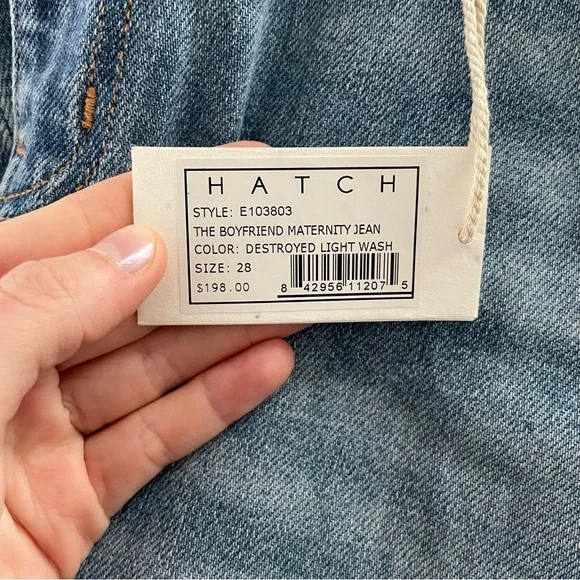 HATCH
STYLE: E103803
THE BOYFRIEND MATERNITY JEAN
COLOR: DESTROYED LIGHT WASH
SIZE: 28
$198.00
8 42956 11207 5